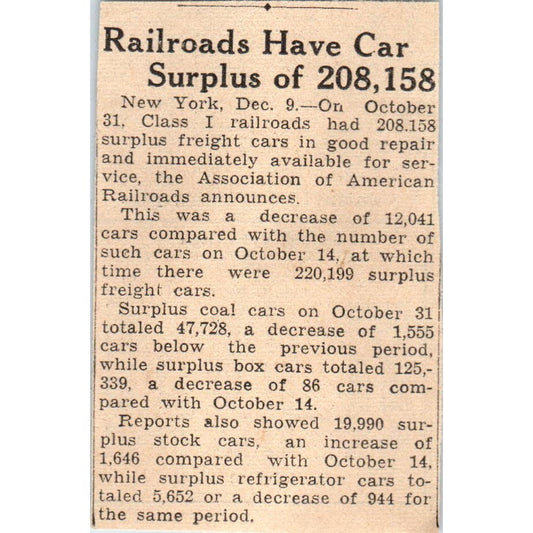 Railroads Have Car
Surplus of 208,158
New York, Dec. 9.—On October
31, Class I railroads had 208.158
surplus freight cars in good repair
and immediately available for ser-
vice, the Association of American
Railroads announces.
This was a decrease of 12,041
cars compared with the number of
such cars on October 14, at which
time there were 220,199 surplus
freight cars.
Surplus coal cars on October 31
totaled 47,728, a decrease of 1,555
cars below the previous period,
while surplus box cars totaled 125,-
339, a decrease of 86 cars com-
pared with October 14.
Reports also showed 19,990 sur-
plus stock cars, an increase of
1,646 compared with October 14,
while surplus refrigerator cars to-
taled 5,652 or a decrease of 944 for
the same period.